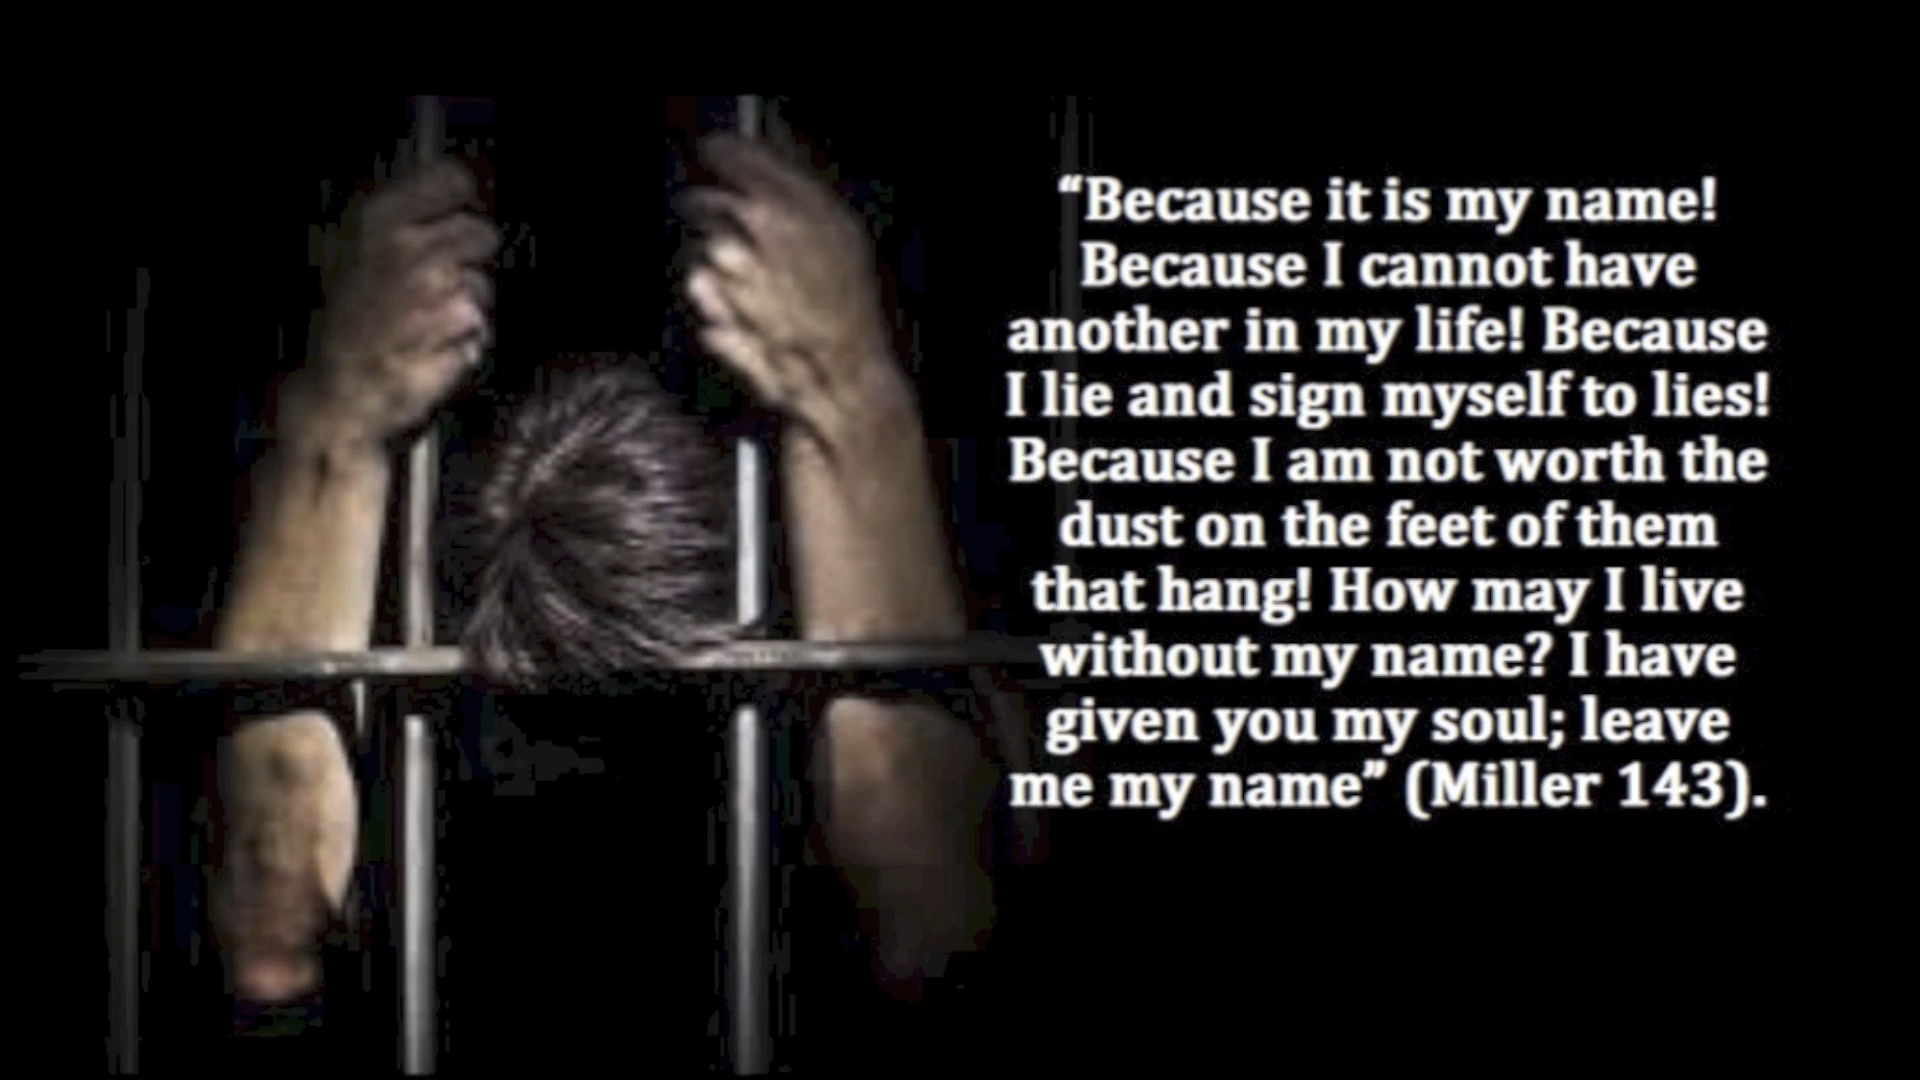 “Because it is my name!
Because I cannot have
another in my life! Because
I lie and sign myself to lies!
Because I am not worth the
dust on the feet of them
that hang! How may I live
without my name? I have
given you my soul; leave
me my name” (Miller 143).